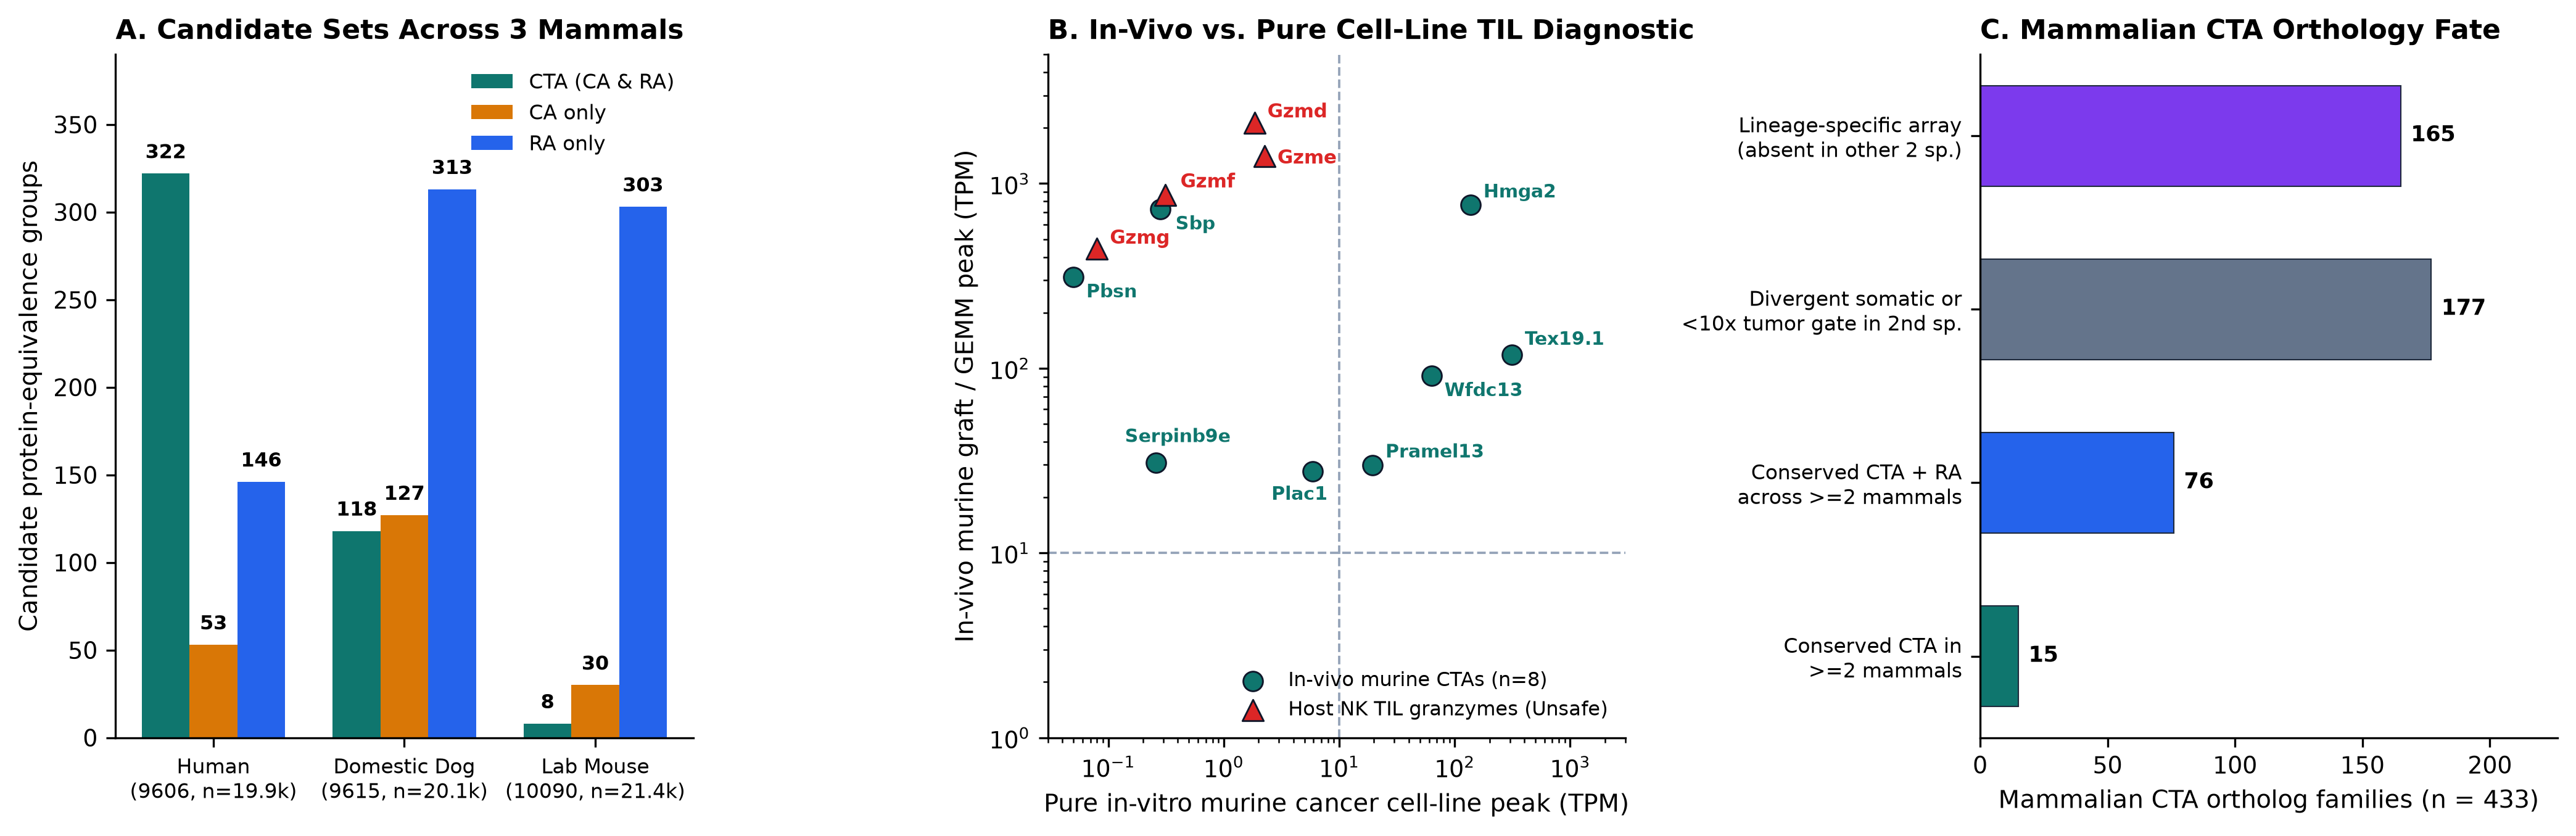 A. Candidate Sets Across 3 Mammals
Candidate protein-equivalence groups
350
300
250
200
150
100
50
0
CTA (CA & RA)
CA only
RA only
322
53
146
118
127
313
8
30
303
Human
(9606, n=19.9k)
Domestic Dog
(9615, n=20.1k)
Lab Mouse
(10090, n=21.4k)
B. In-Vivo vs. Pure Cell-Line TIL Diagnostic
In-vivo murine graft / GEMM peak (TPM)
10³
10²
10¹
10⁰
Gzmd
Gzme
Gzmf
Sbp
Gzmg
Pbsn
Hmga2
Tex19.1
Wfdc13
Serpinb9e
Pramel13
Plac1
In-vivo murine CTAs (n=8)
Host NK TIL granzymes (Unsafe)
10⁻¹
10⁰
10¹
10²
10³
Pure in-vitro murine cancer cell-line peak (TPM)
C. Mammalian CTA Orthology Fate
Lineage-specific array
(absent in other 2 sp.)
165
Divergent somatic or
<10x tumor gate in 2nd sp.
177
Conserved CTA + RA
across >=2 mammals
76
Conserved CTA in
>=2 mammals
15
0
50
100
150
200
Mammalian CTA ortholog families (n = 433)